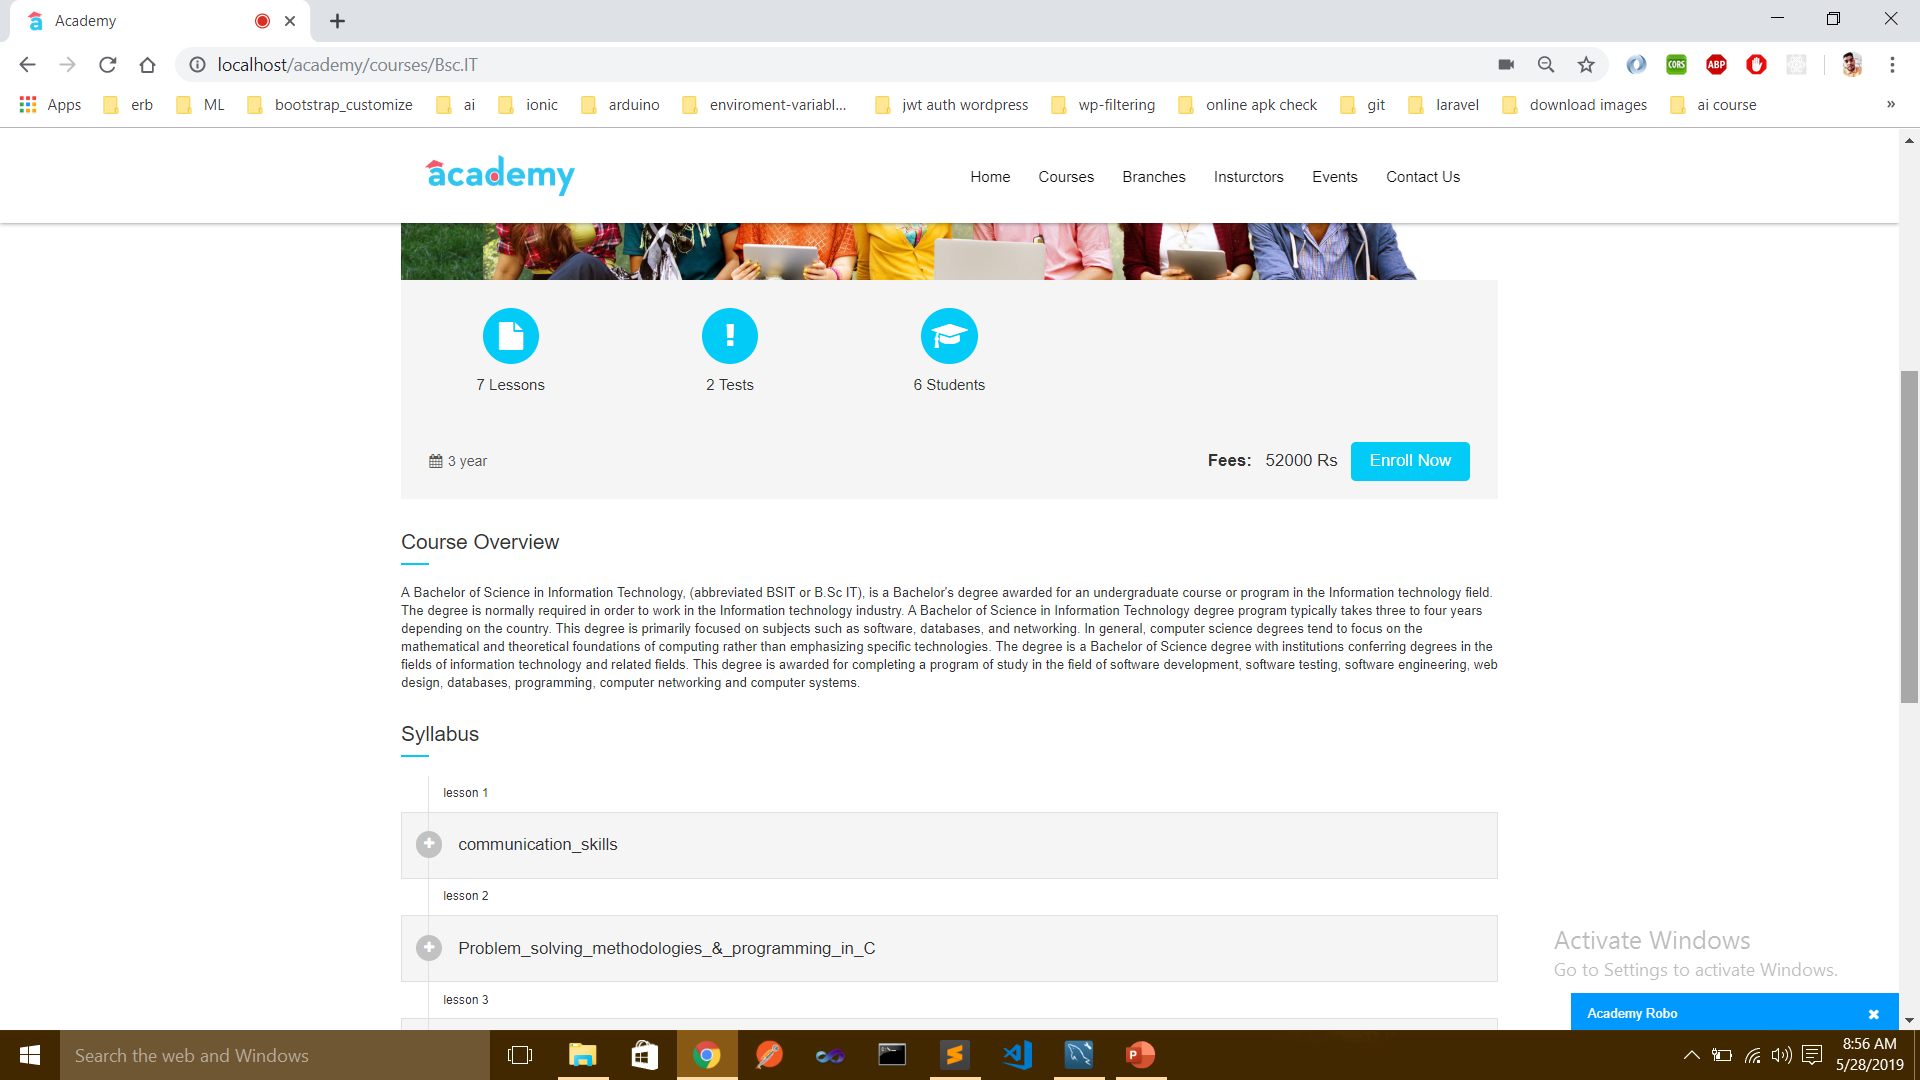 Academy
localhost/academy/courses/Bsc.IT
CORS
ABP
Apps erb ML bootstrap_customize ai ionic arduino enviroment-variabl... jwt auth wordpress wp-filtering online apk check git laravel download images ai course »
academy
Home Courses Branches Insturctors Events Contact Us
7 Lessons 2 Tests 6 Students
3 year Fees: 52000 Rs Enroll Now
Course Overview
A Bachelor of Science in Information Technology, (abbreviated BSIT or B.Sc IT), is a Bachelor's degree awarded for an undergraduate course or program in the Information technology field.
The degree is normally required in order to work in the Information technology industry. A Bachelor of Science in Information Technology degree program typically takes three to four years
depending on the country. This degree is primarily focused on subjects such as software, databases, and networking. In general, computer science degrees tend to focus on the
mathematical and theoretical foundations of computing rather than emphasizing specific technologies. The degree is a Bachelor of Science degree with institutions conferring degrees in the
fields of information technology and related fields. This degree is awarded for completing a program of study in the field of software development, software testing, software engineering, web
design, databases, programming, computer networking and computer systems.
Syllabus
lesson 1
communication_skills
lesson 2
Problem_solving_methodologies_&_programming_in_C
lesson 3
Activate Windows
Go to Settings to activate Windows.
Academy Robo
Search the web and Windows
8:56 AM
5/28/2019